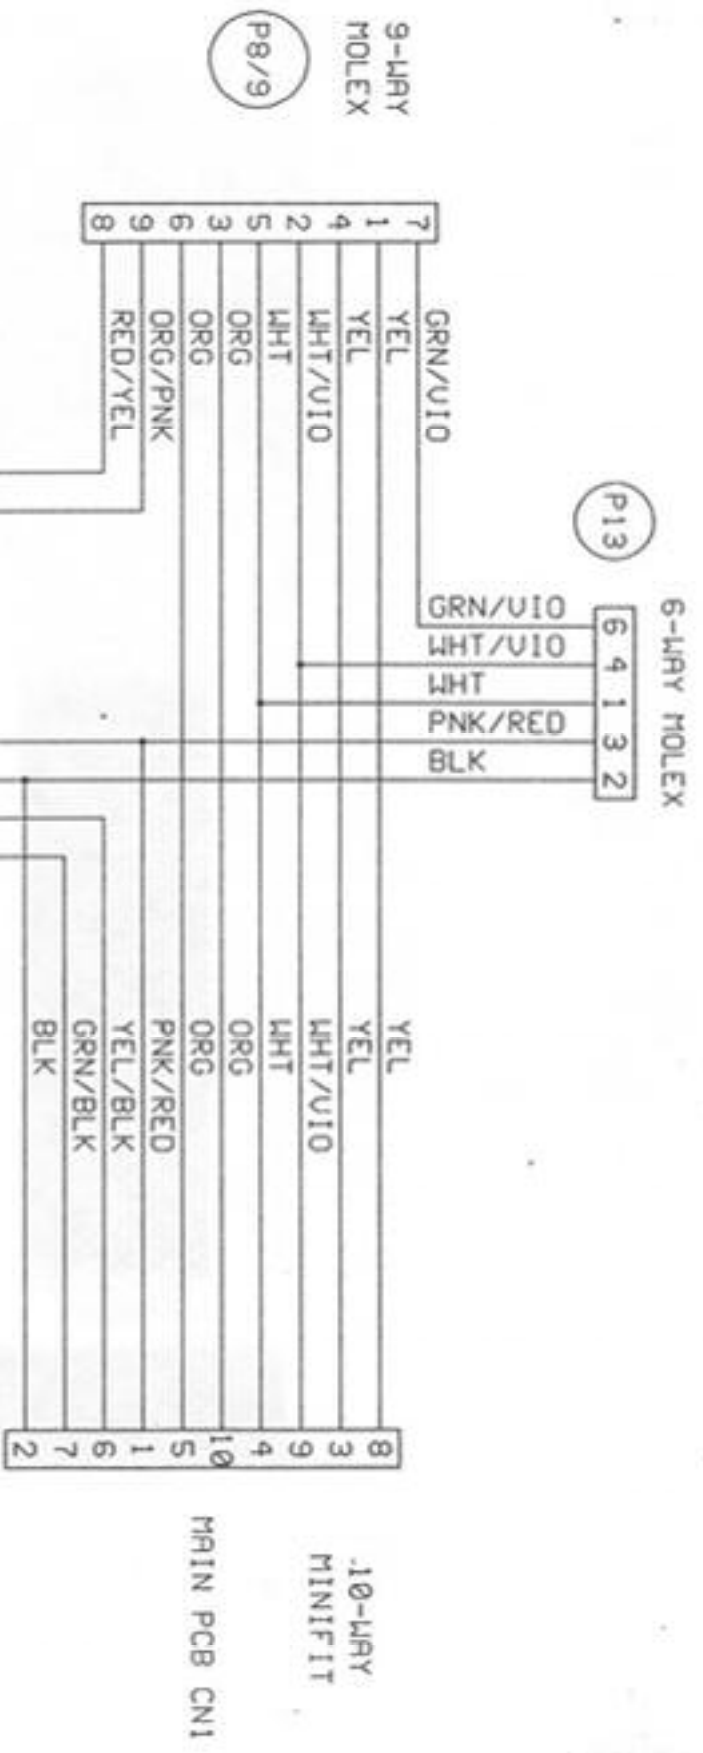 9-WAY
MOLEX
P8/9
7
1
4
2
5
3
6
9
8
GRN/VIO
YEL
YEL
WHT/VIO
WHT
ORG
ORG
ORG/PNK
RED/YEL
P13
6-WAY MOLEX
6
4
1
3
2
GRN/VIO
WHT/VIO
WHT
PNK/RED
BLK
YEL
YEL
WHT/VIO
WHT
ORG
ORG
PNK/RED
YEL/BLK
GRN/BLK
BLK
8
3
9
4
10
5
1
6
7
2
10-WAY
MINIFIT
MAIN PCB CN1